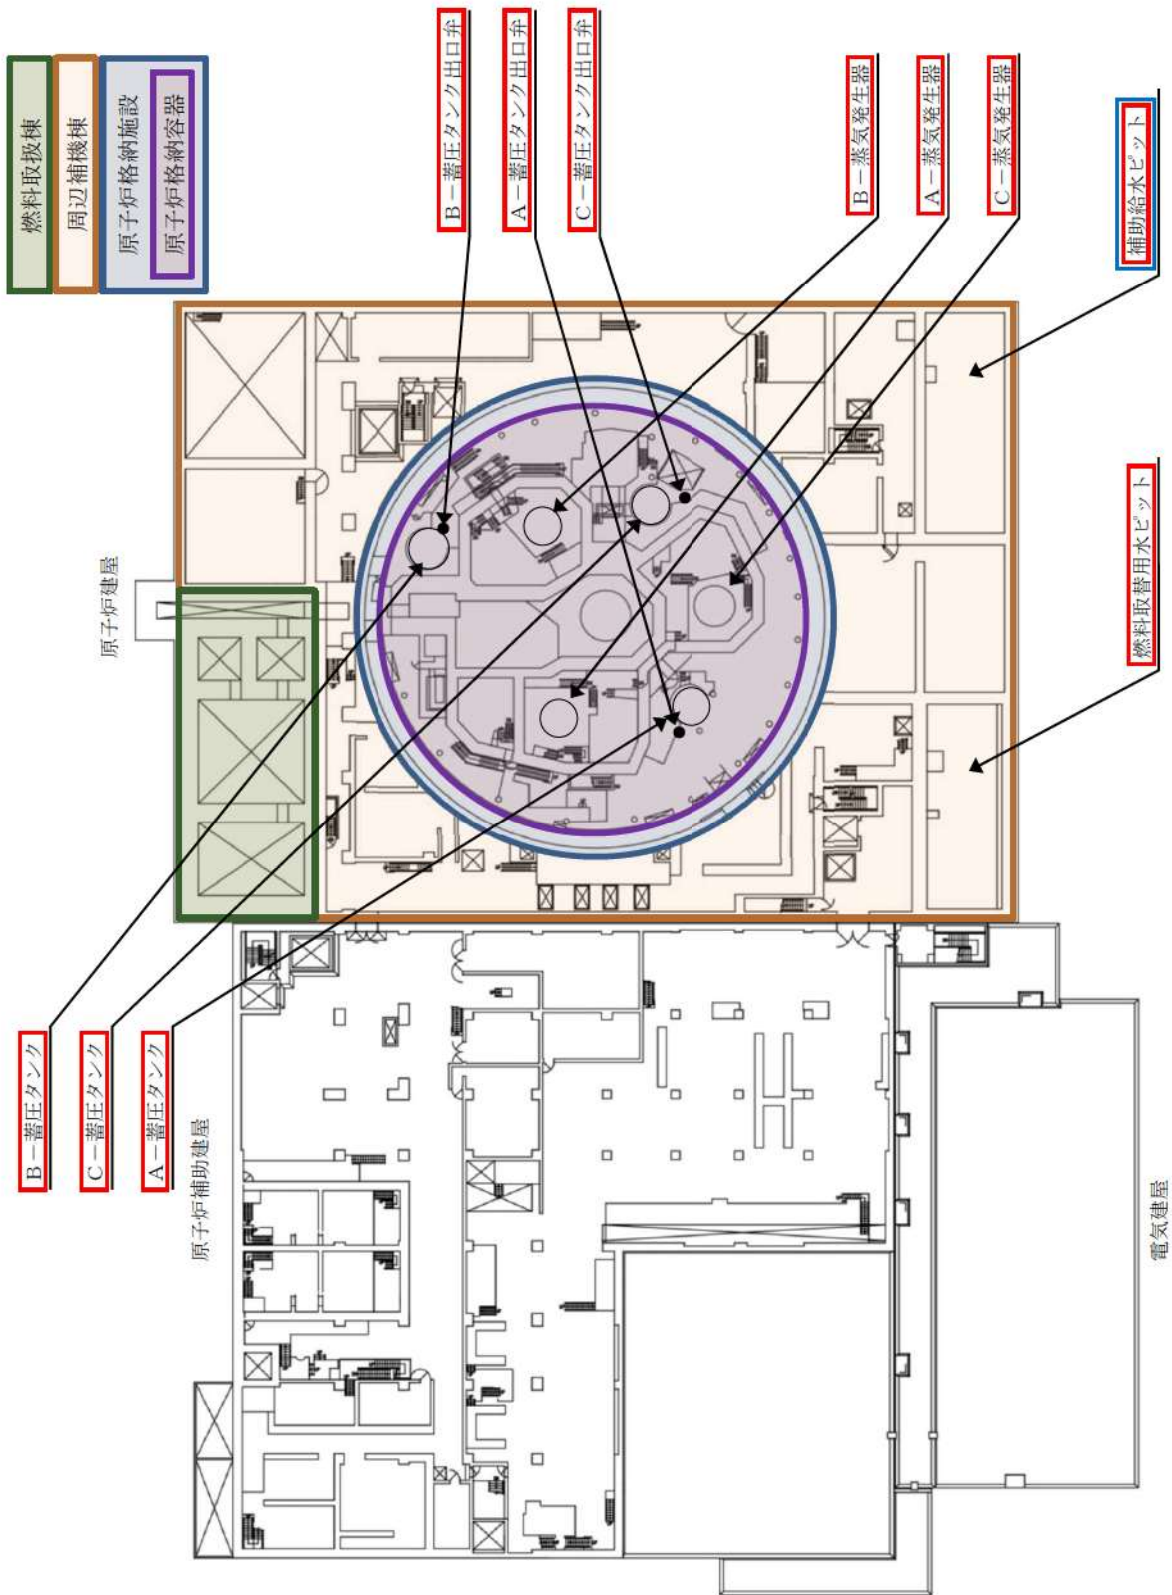 燃料取扱棟
周辺補機棟
原子炉格納施設
原子炉格納容器
B－蓄圧タンク出口弁
A－蓄圧タンク出口弁
C－蓄圧タンク出口弁
B－蒸気発生器
A－蒸気発生器
C－蒸気発生器
補助給水ピット
燃料取替用水ピット
原子炉建屋
B－蓄圧タンク
C－蓄圧タンク
A－蓄圧タンク
原子炉補助建屋
電気建屋